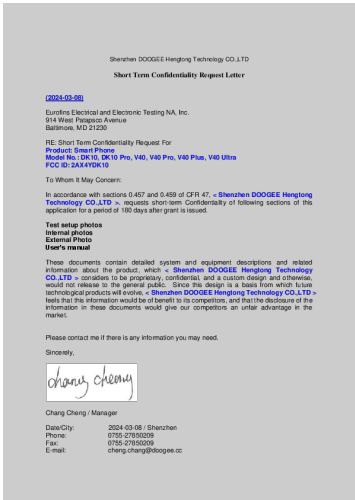 Shenzhen DOOGEE Hengtong Technology CO.,LTD
Short Term Confidentiality Request Letter
(2024-03-08)
Eurofins Electrical and Electronic Testing NA, Inc.
914 West Patapsco Avenue
Baltimore, MD 21230
RE: Short Term Confidentiality Request For
Product: Smart Phone
Model No.: DK10, DK10 Pro, V40, V40 Pro, V40 Plus, V40 Ultra
FCC ID: 2AX4YDK10
To Whom It May Concern:
In accordance with sections 0.457 and 0.459 of CFR 47, < Shenzhen DOOGEE Hengtong
Technology CO.,LTD >. requests short-term Confidentiality of following sections of this
application for a period of 180 days after grant is issued.
Test setup photos
Internal photos
External Photo
User's manual
These documents contain detailed system and equipment descriptions and related
information about the product, which < Shenzhen DOOGEE Hengtong Technology
CO.,LTD > considers to be proprietary, confidential, and a custom design and otherwise,
would not release to the general public. Since this design is a basis from which future
technological products will evolve, < Shenzhen DOOGEE Hengtong Technology CO.,LTD >
feels that this information would be of benefit to its competitors, and that the disclosure of the
information in these documents would give our competitors an unfair advantage in the
market.
Please contact me if there is any information you may need.
Sincerely,
chang cheng
Chang Cheng / Manager
Date/City: 2024-03-08 / Shenzhen
Phone: 0755-27850209
Fax: 0755-27850209
E-mail: cheng.chang@doogee.cc